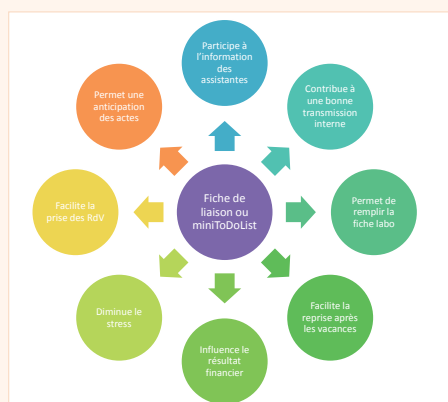 Participe à
l'information
des
assistantes
Contribue à
une bonne
transmission
interne
Permet de
remplir la
fiche labo
Facilite la
reprise après
les vacances
Influence le
résultat
financier
Diminue le
stress
Facilite la
prise des RdV
Permet une
anticipation
des actes
Fiche de
liaison ou
miniToDoList